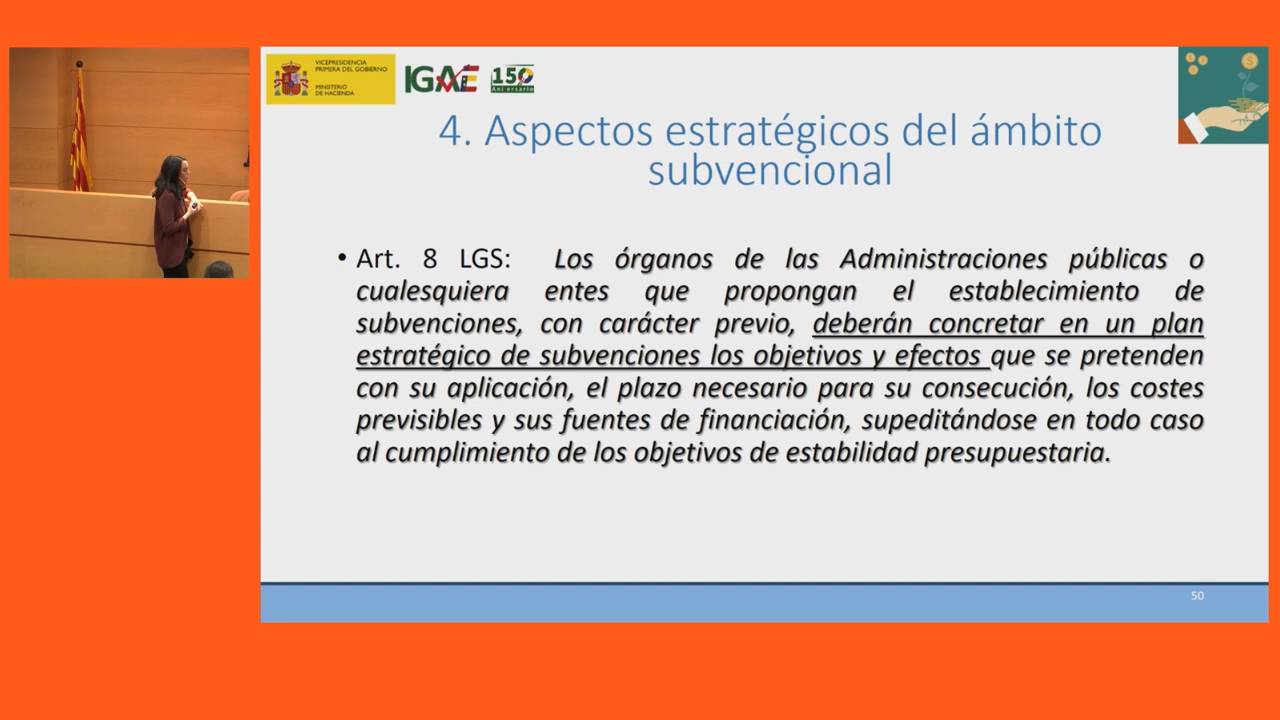 VICEPRESIDENCIA
PRIMERA DEL GOBIERNO
MINISTERIO
DE HACIENDA
IGAE
150
Aniversario
4. Aspectos estratégicos del ámbito
subvencional
• Art. 8 LGS: Los órganos de las Administraciones públicas o
cualesquiera entes que propongan el establecimiento de
subvenciones, con carácter previo, deberán concretar en un plan
estratégico de subvenciones los objetivos y efectos que se pretenden
con su aplicación, el plazo necesario para su consecución, los costes
previsibles y sus fuentes de financiación, supeditándose en todo caso
al cumplimiento de los objetivos de estabilidad presupuestaria.
50